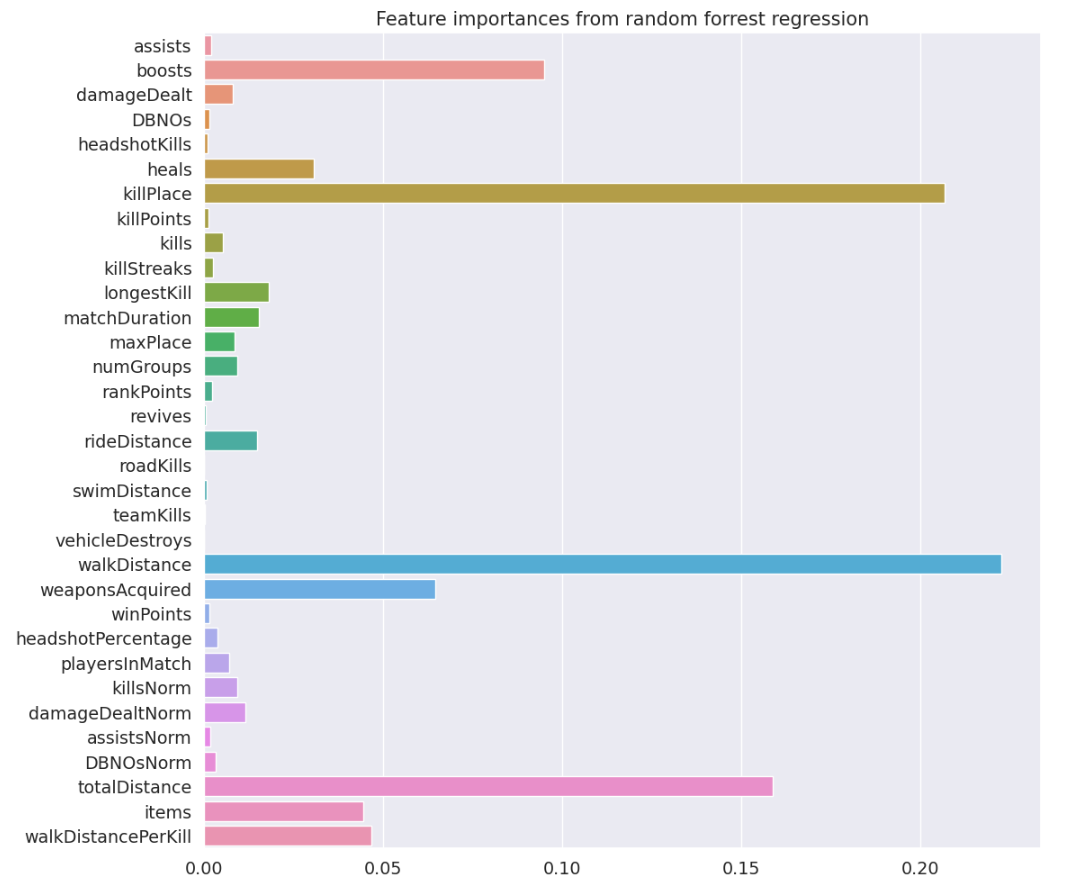 Feature importances from random forrest regression
assists
boosts
damageDealt
DBNOs
headshotKills
heals
killPlace
killPoints
kills
killStreaks
longestKill
matchDuration
maxPlace
numGroups
rankPoints
revives
rideDistance
roadKills
swimDistance
teamKills
vehicleDestroys
walkDistance
weaponsAcquired
winPoints
headshotPercentage
playersInMatch
killsNorm
damageDealtNorm
assistsNorm
DBNOsNorm
totalDistance
items
walkDistancePerKill
0.00 0.05 0.10 0.15 0.20